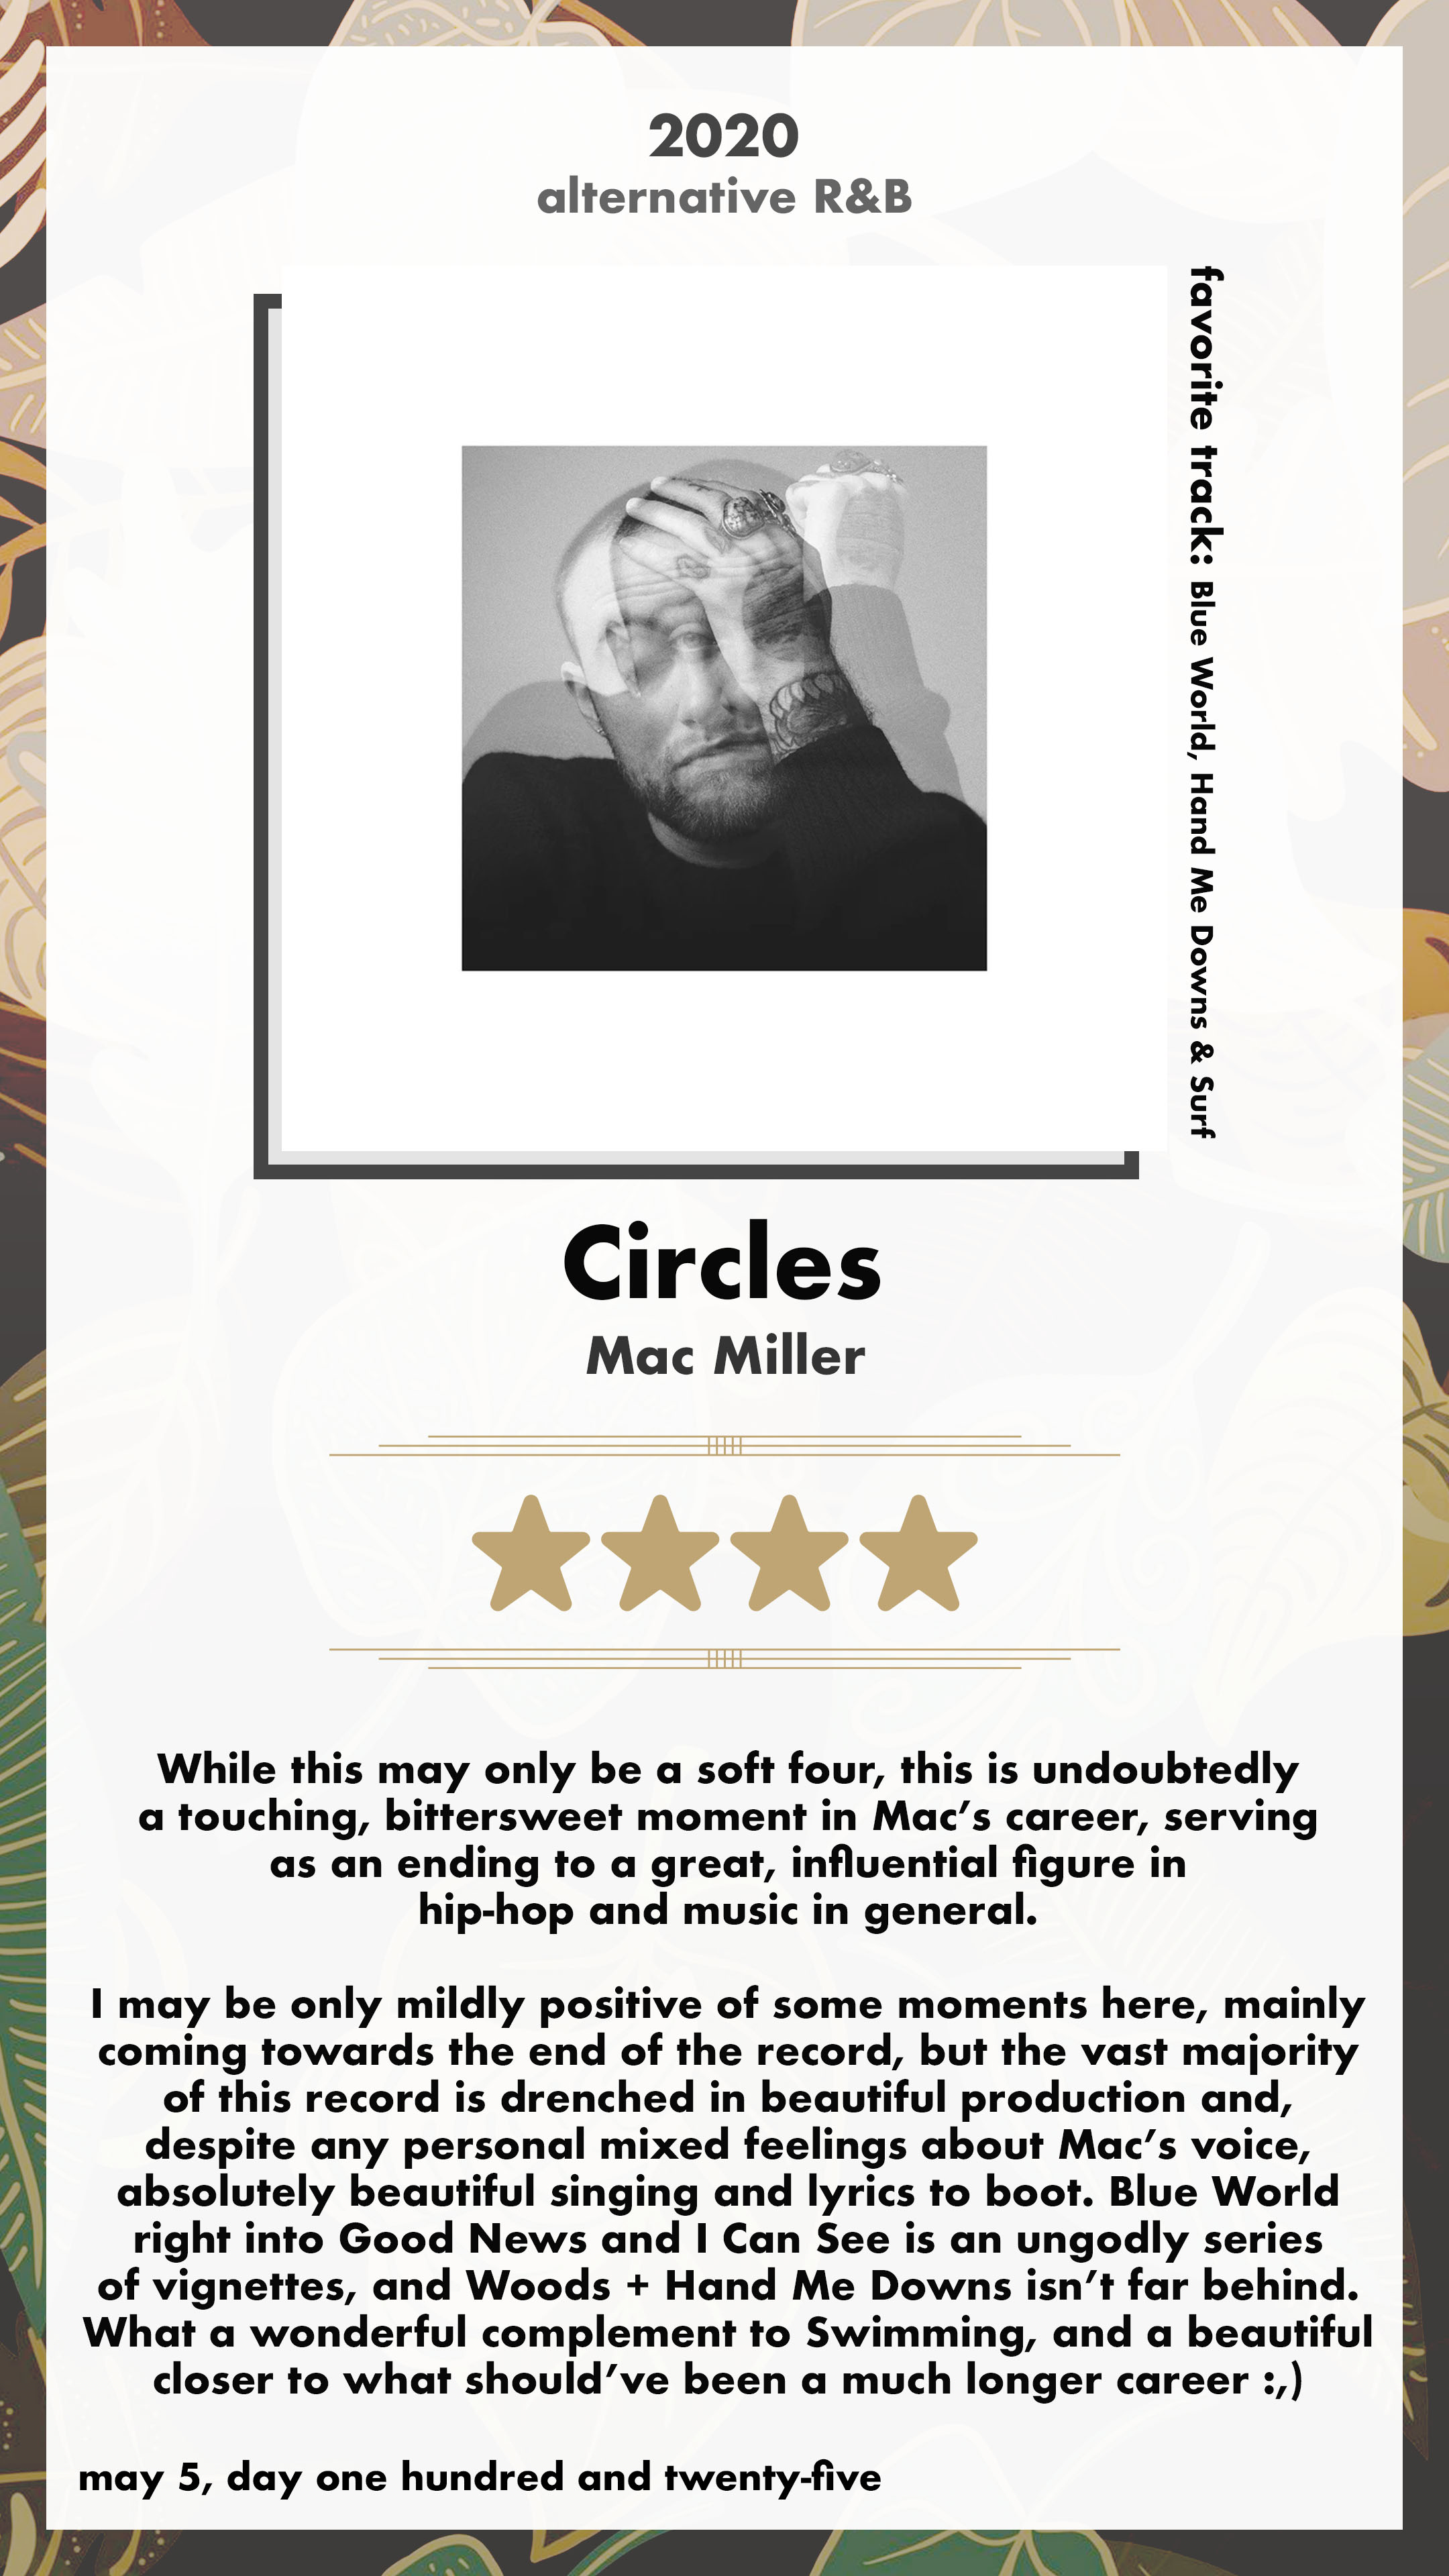 2020
alternative R&B
favorite track: Blue World, Hand Me Downs & Surf
Circles
Mac Miller
While this may only be a soft four, this is undoubtedly
a touching, bittersweet moment in Mac’s career, serving
as an ending to a great, influential figure in
hip-hop and music in general.
I may be only mildly positive of some moments here, mainly
coming towards the end of the record, but the vast majority
of this record is drenched in beautiful production and,
despite any personal mixed feelings about Mac’s voice,
absolutely beautiful singing and lyrics to boot. Blue World
right into Good News and I Can See is an ungodly series
of vignettes, and Woods + Hand Me Downs isn’t far behind.
What a wonderful complement to Swimming, and a beautiful
closer to what should’ve been a much longer career :,)
may 5, day one hundred and twenty-five